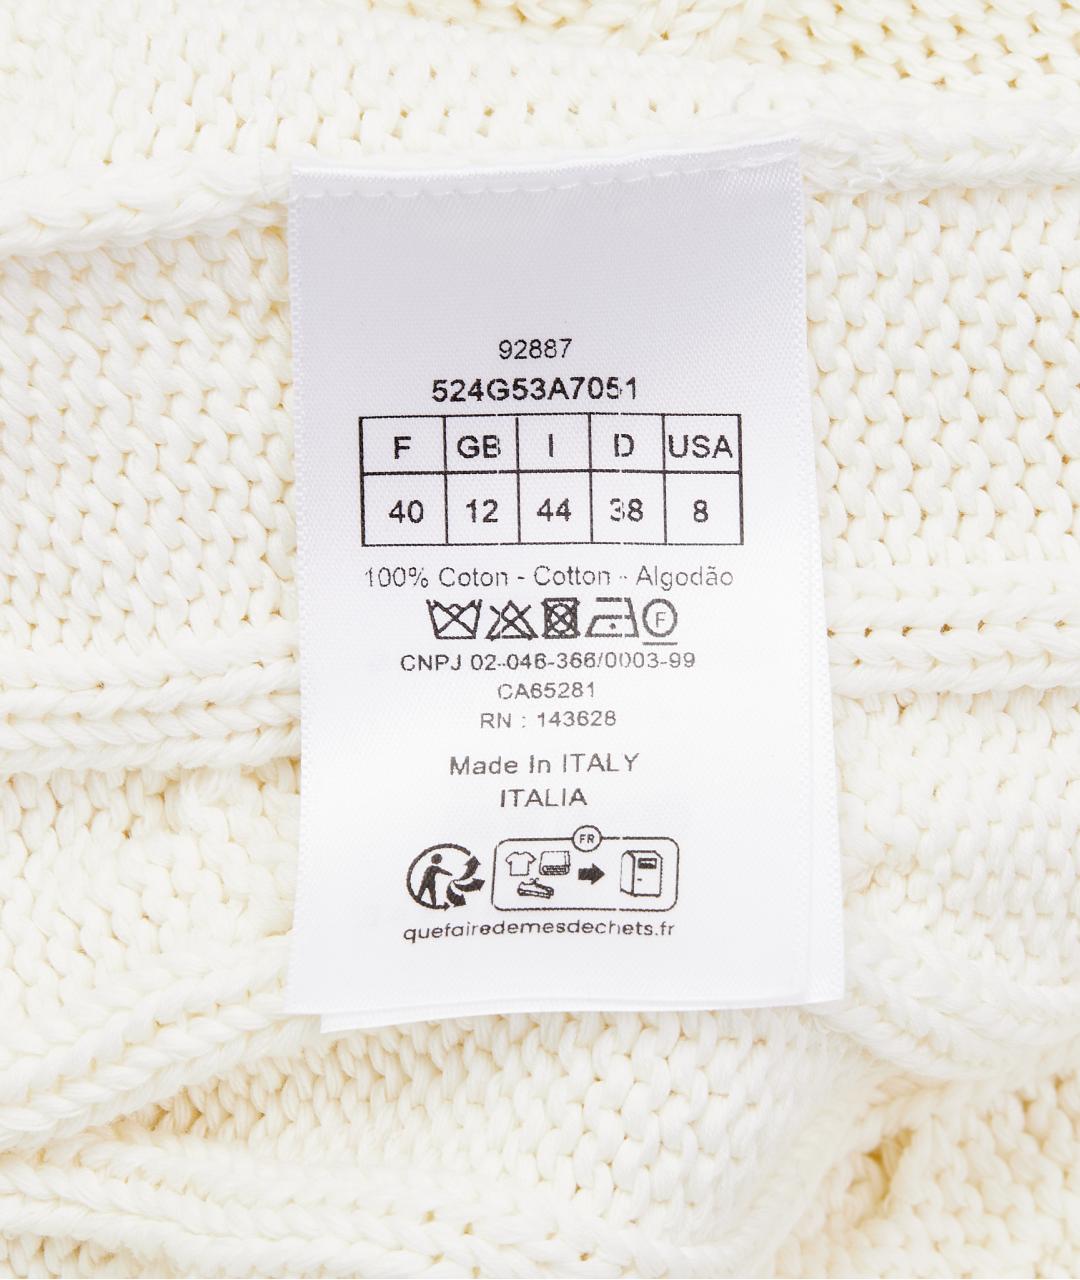 92887
524G53A7051
F GB I D USA
40 12 44 38 8
100% Coton - Cotton - Algodão
F
CNPJ 02-046-366/0003-99
CA65281
RN : 143628
Made In ITALY
ITALIA
FR
quefairedemesdechets.fr